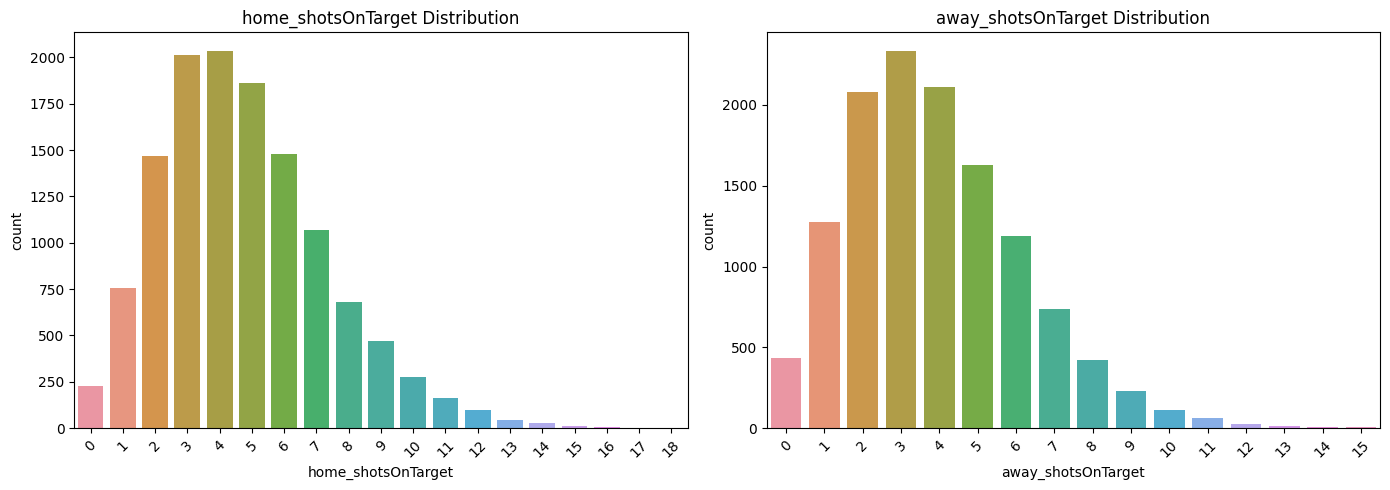 home_shotsOnTarget Distribution
count
2000
1750
1500
1250
1000
750
500
250
0
0 1 2 3 4 5 6 7 8 9 10 11 12 13 14 15 16 17 18
home_shotsOnTarget
away_shotsOnTarget Distribution
count
2000
1500
1000
500
0
0 1 2 3 4 5 6 7 8 9 10 11 12 13 14 15
away_shotsOnTarget